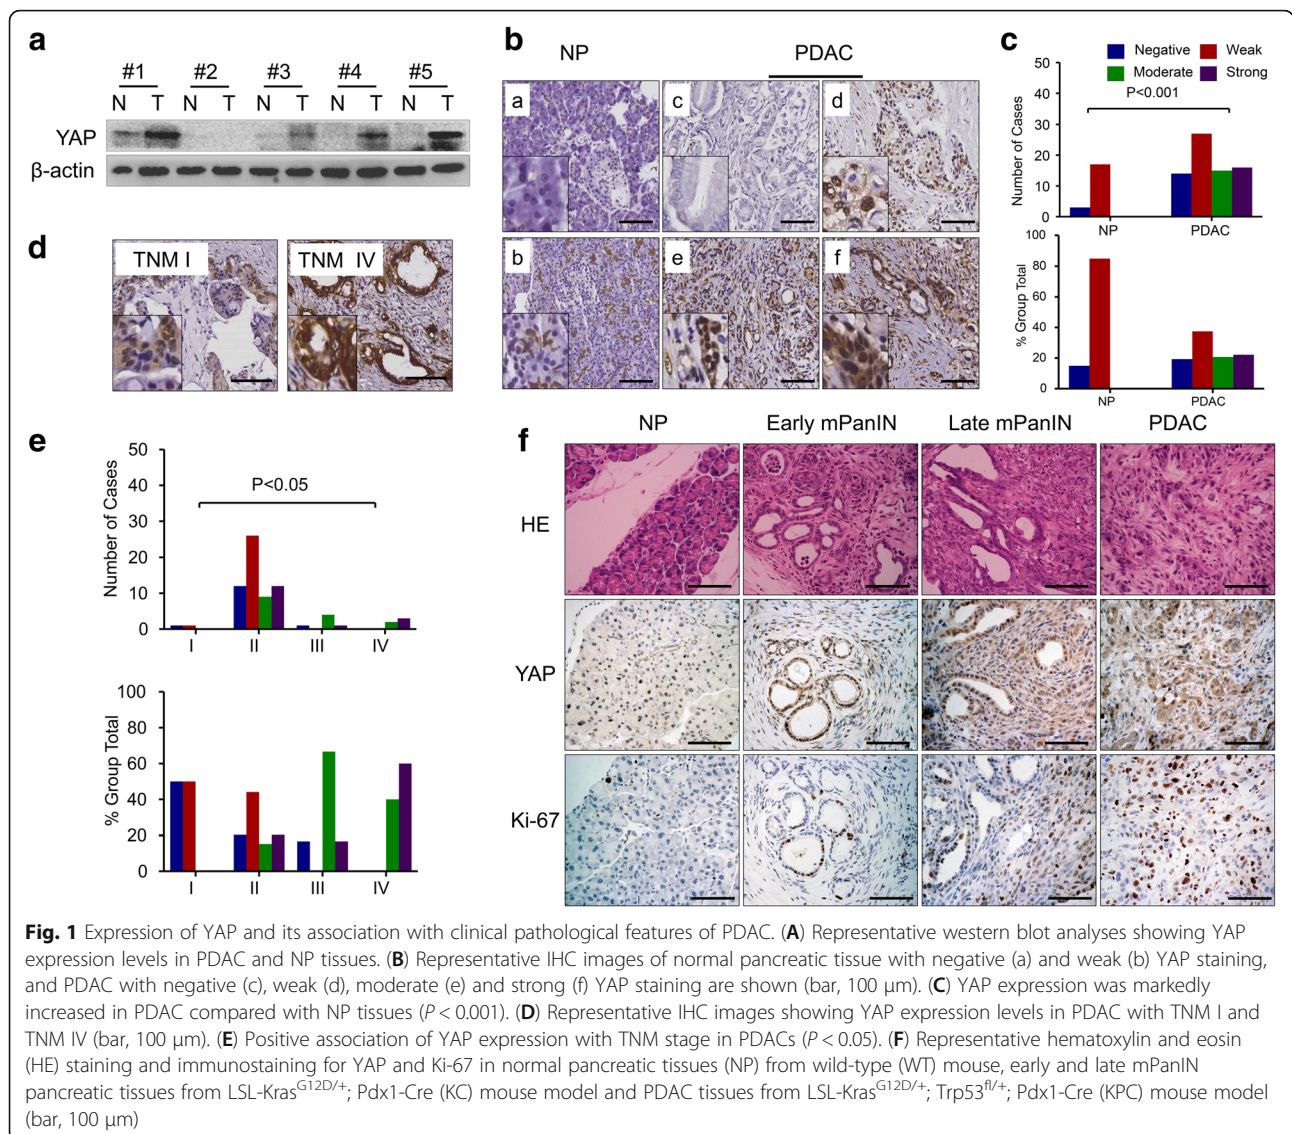 a
#1 #2 #3 #4 #5
N T N T N T N T N T
YAP
β-actin
b
NP PDAC
a c d
b e f
c
Negative Weak
Moderate Strong
P<0.001
Number of Cases
50
40
30
20
10
0
NP PDAC
% Group Total
100
80
60
40
20
0
NP PDAC
d
TNM I TNM IV
e
Number of Cases
50
40
30
20
10
0
P<0.05
I II III IV
% Group Total
100
80
60
40
20
0
I II III IV
f
NP Early mPanIN Late mPanIN PDAC
HE
YAP
Ki-67
Fig. 1 Expression of YAP and its association with clinical pathological features of PDAC. (A) Representative western blot analyses showing YAP
expression levels in PDAC and NP tissues. (B) Representative IHC images of normal pancreatic tissue with negative (a) and weak (b) YAP staining,
and PDAC with negative (c), weak (d), moderate (e) and strong (f) YAP staining are shown (bar, 100 μm). (C) YAP expression was markedly
increased in PDAC compared with NP tissues (P < 0.001). (D) Representative IHC images showing YAP expression levels in PDAC with TNM I and
TNM IV (bar, 100 μm). (E) Positive association of YAP expression with TNM stage in PDACs (P < 0.05). (F) Representative hematoxylin and eosin
(HE) staining and immunostaining for YAP and Ki-67 in normal pancreatic tissues (NP) from wild-type (WT) mouse, early and late mPanIN
pancreatic tissues from LSL-Kras^G12D/+; Pdx1-Cre (KC) mouse model and PDAC tissues from LSL-Kras^G12D/+; Trp53^fl/+; Pdx1-Cre (KPC) mouse model
(bar, 100 μm)